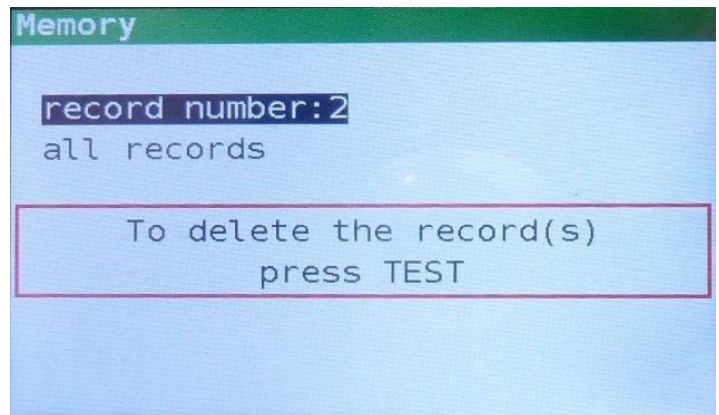 Memory
record number:2
all records
To delete the record(s)
press TEST